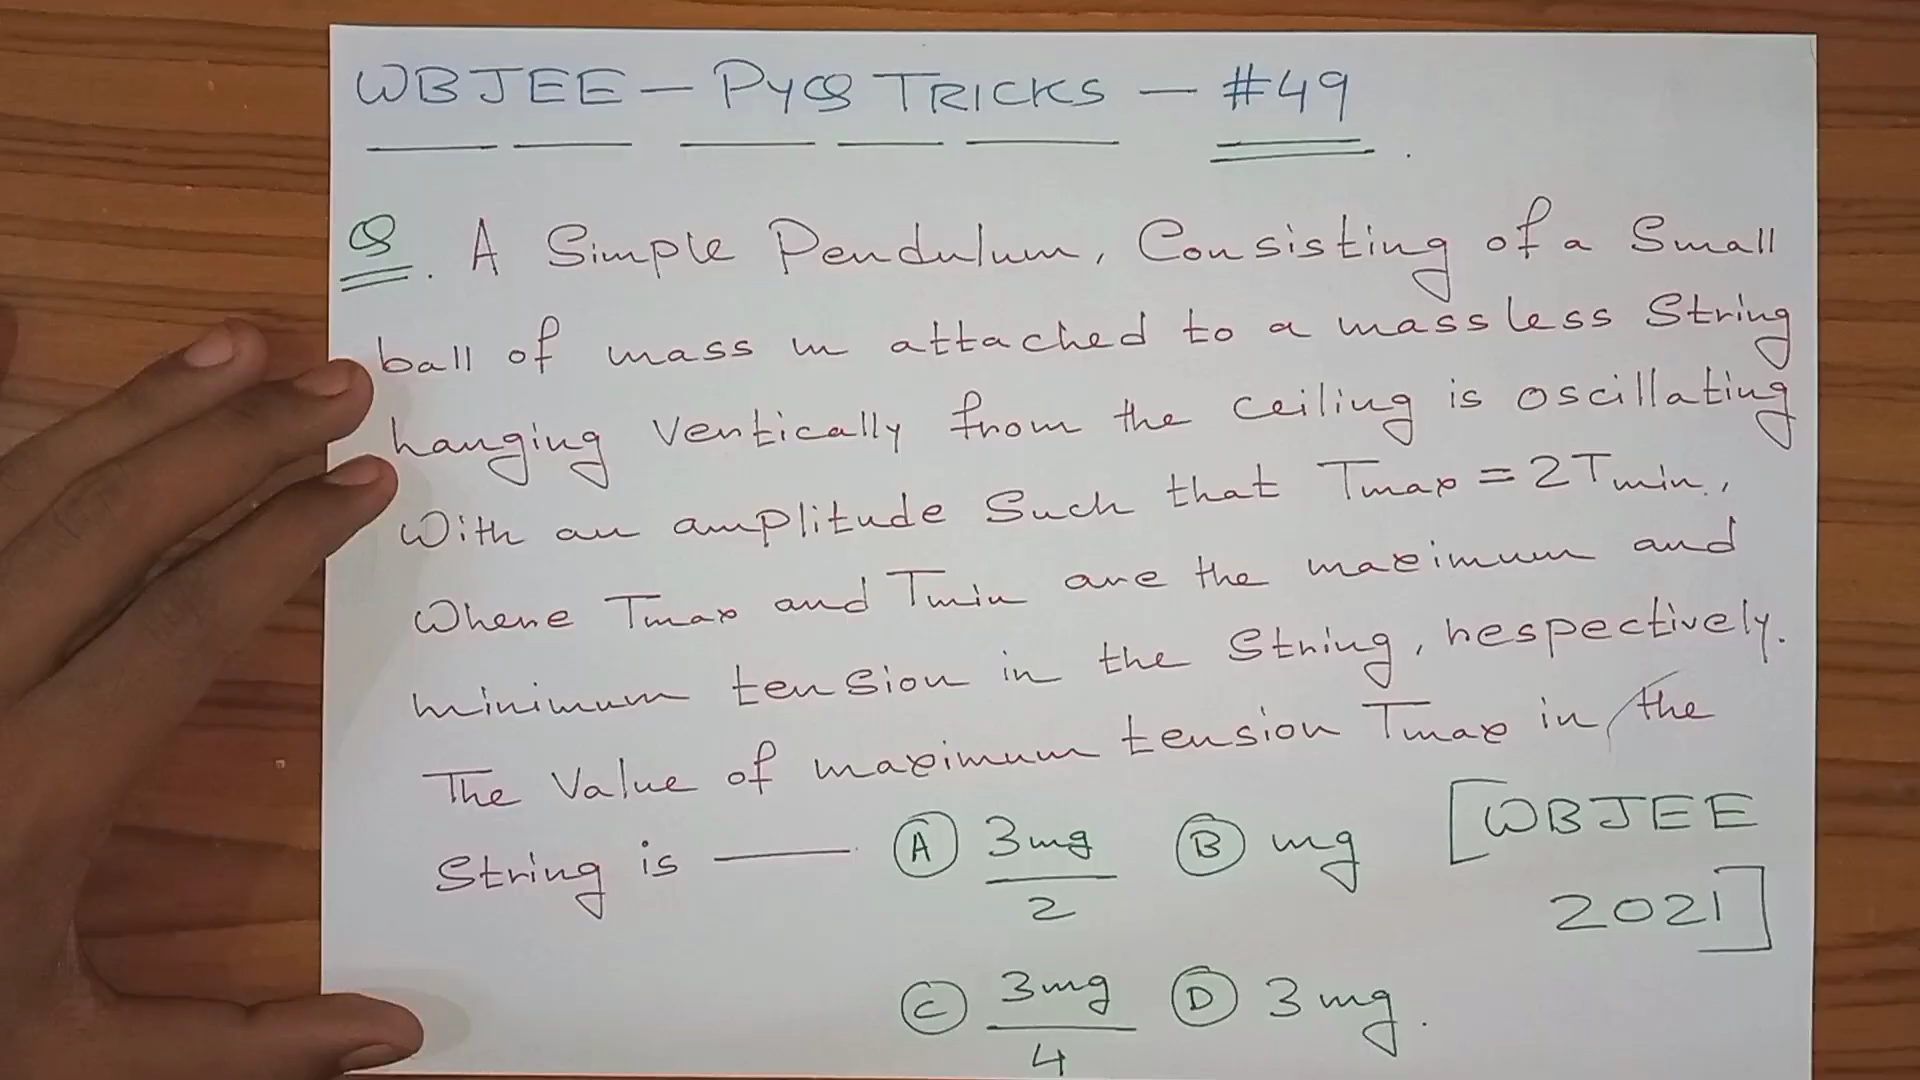 WBJEE - PYQ TRICKS - #49
Q. A Simple Pendulum, Consisting of a Small
ball of mass m attached to a massless String
hanging vertically from the ceiling is oscillating
With an amplitude Such that Tmax = 2Tmin,
Where Tmax and Tmin are the maximum and
minimum tension in the String, respectively.
The Value of maximum tension Tmax in the
String is ——— (A) 3mg/2 (B) mg [WBJEE 2021]
(C) 3mg/4 (D) 3mg.